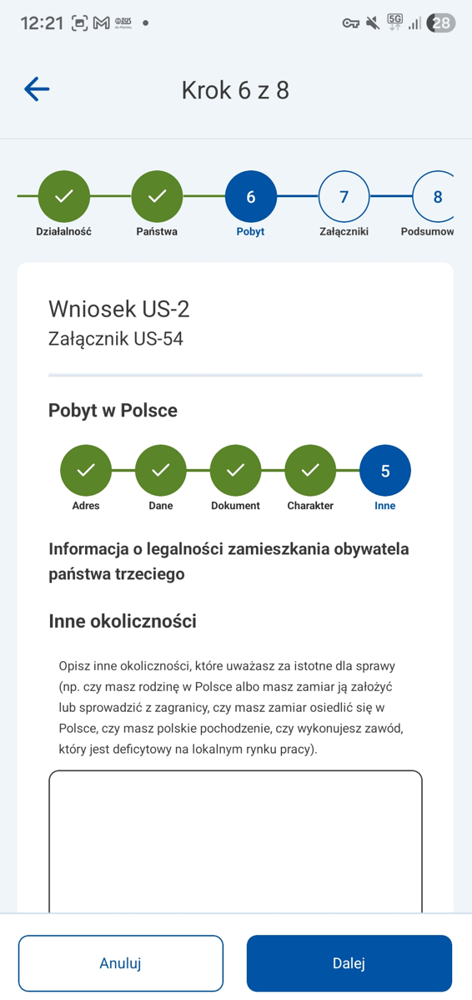 12:21
ZUS
5G
28
Krok 6 z 8
6
7
8
Działalność
Państwa
Pobyt
Załączniki
Podsumow
Wniosek US-2
Załącznik US-54
Pobyt w Polsce
5
Adres
Dane
Dokument
Charakter
Inne
Informacja o legalności zamieszkania obywatela
państwa trzeciego
Inne okoliczności
Opisz inne okoliczności, które uważasz za istotne dla sprawy
(np. czy masz rodzinę w Polsce albo masz zamiar ją założyć
lub sprowadzić z zagranicy, czy masz zamiar osiedlić się w
Polsce, czy masz polskie pochodzenie, czy wykonujesz zawód,
który jest deficytowy na lokalnym rynku pracy).
Anuluj
Dalej